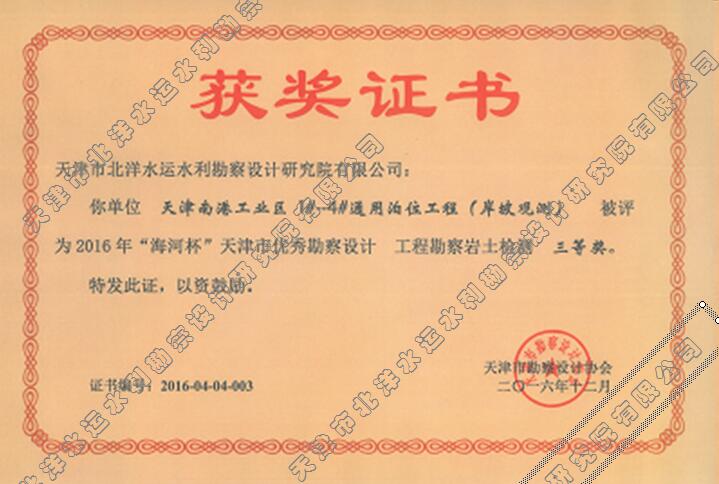 获奖证书
天津市北洋水运水利勘察设计研究院有限公司：
你单位 天津南港工业区 1#-4#通用泊位工程（岸坡观测） 被评
为2016年“海河杯”天津市优秀勘察设计 工程勘察岩土检测 三等奖。
特发此证，以资鼓励。
天津市勘察设计协会
证书编号：2016-04-04-003
二〇一六年十二月
天津市北洋水运水利勘察设计研究院有限公司
天津市北洋水运水利勘察设计研究院有限公司